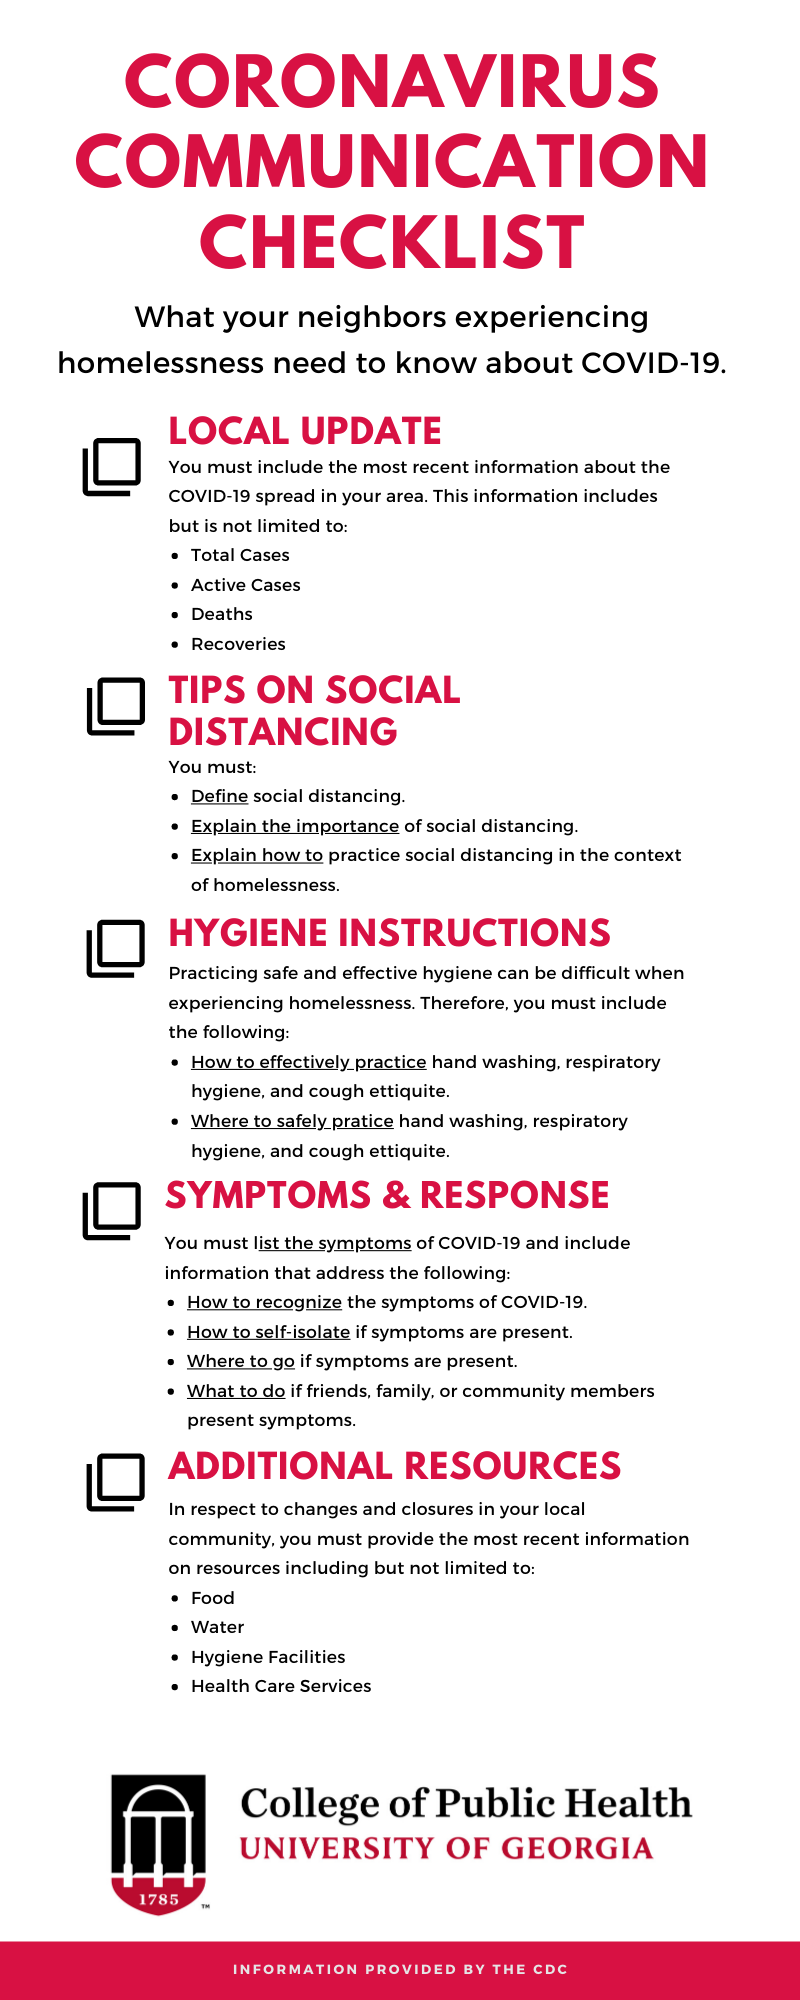 CORONAVIRUS
COMMUNICATION
CHECKLIST
What your neighbors experiencing
homelessness need to know about COVID-19.
LOCAL UPDATE
You must include the most recent information about the
COVID-19 spread in your area. This information includes
but is not limited to:
• Total Cases
• Active Cases
• Deaths
• Recoveries
TIPS ON SOCIAL
DISTANCING
You must:
• Define social distancing.
• Explain the importance of social distancing.
• Explain how to practice social distancing in the context
of homelessness.
HYGIENE INSTRUCTIONS
Practicing safe and effective hygiene can be difficult when
experiencing homelessness. Therefore, you must include
the following:
• How to effectively practice hand washing, respiratory
hygiene, and cough ettiquite.
• Where to safely pratice hand washing, respiratory
hygiene, and cough ettiquite.
SYMPTOMS & RESPONSE
You must list the symptoms of COVID-19 and include
information that address the following:
• How to recognize the symptoms of COVID-19.
• How to self-isolate if symptoms are present.
• Where to go if symptoms are present.
• What to do if friends, family, or community members
present symptoms.
ADDITIONAL RESOURCES
In respect to changes and closures in your local
community, you must provide the most recent information
on resources including but not limited to:
• Food
• Water
• Hygiene Facilities
• Health Care Services
College of Public Health
UNIVERSITY OF GEORGIA
1785
TM
INFORMATION PROVIDED BY THE CDC